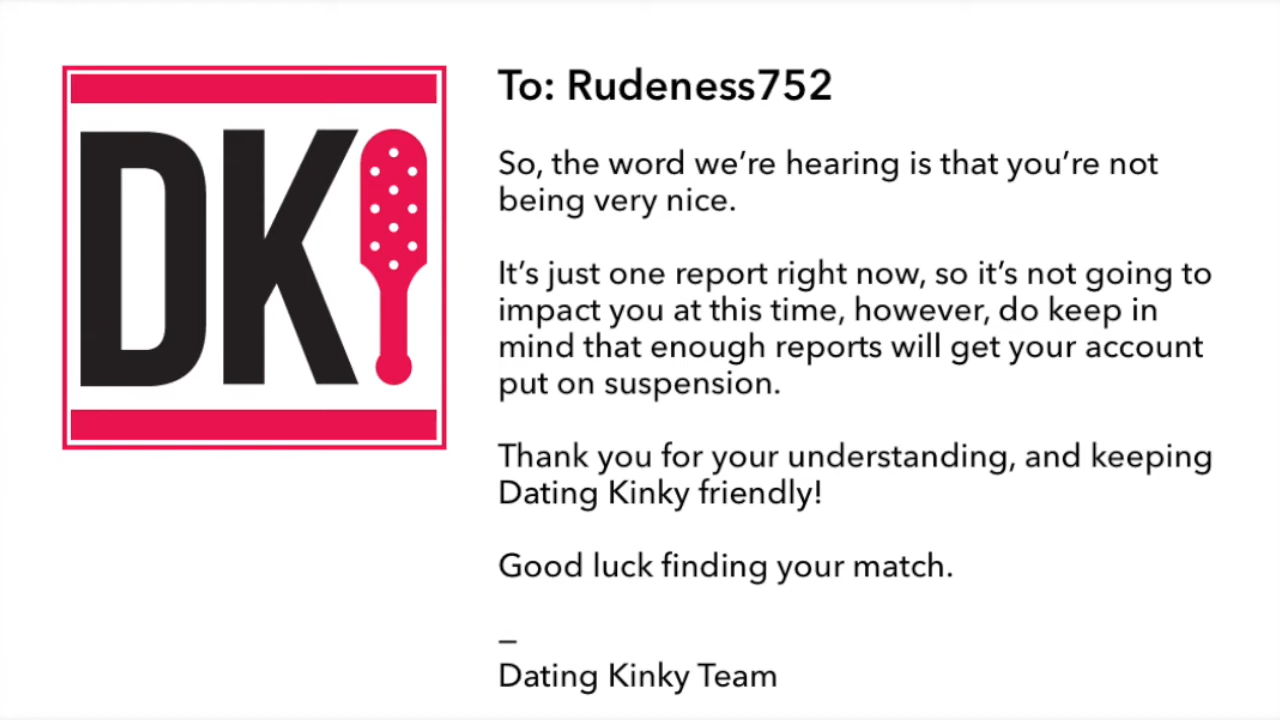 DK
To: Rudeness752
So, the word we’re hearing is that you’re not
being very nice.
It’s just one report right now, so it’s not going to
impact you at this time, however, do keep in
mind that enough reports will get your account
put on suspension.
Thank you for your understanding, and keeping
Dating Kinky friendly!
Good luck finding your match.
–
Dating Kinky Team